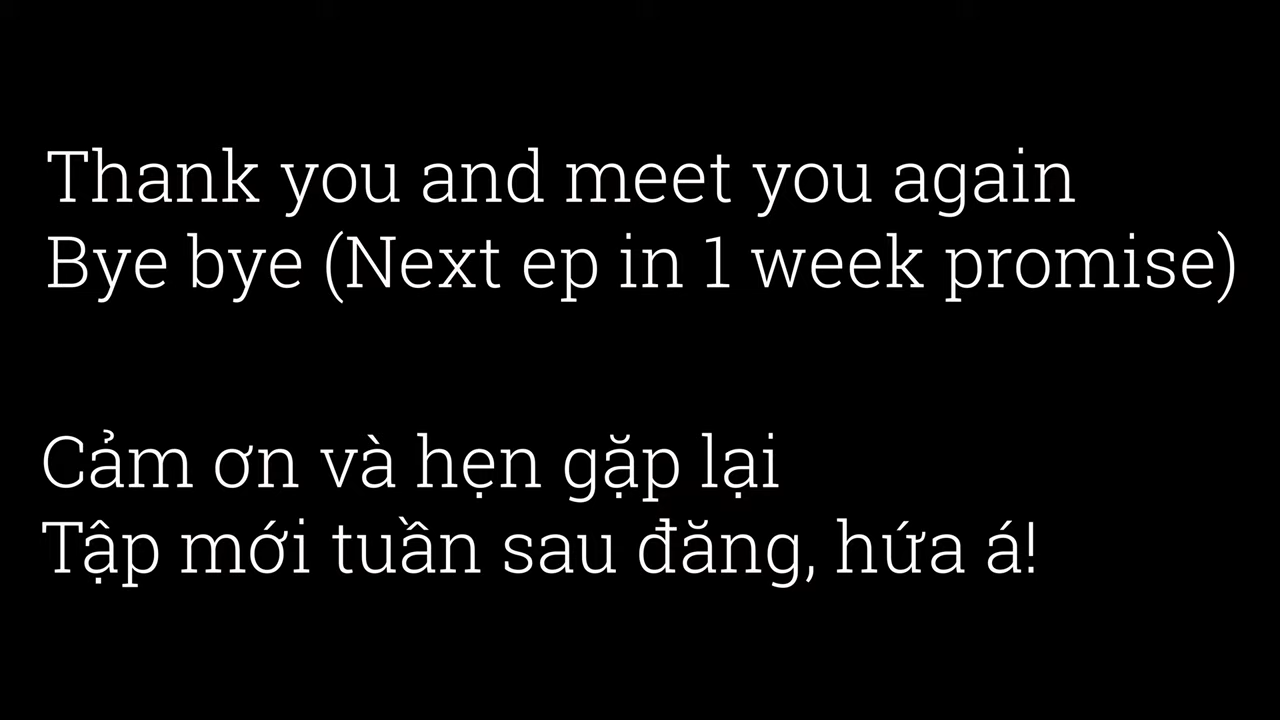 Thank you and meet you again
Bye bye (Next ep in 1 week promise)
Cảm ơn và hẹn gặp lại
Tập mới tuần sau đăng, hứa á!